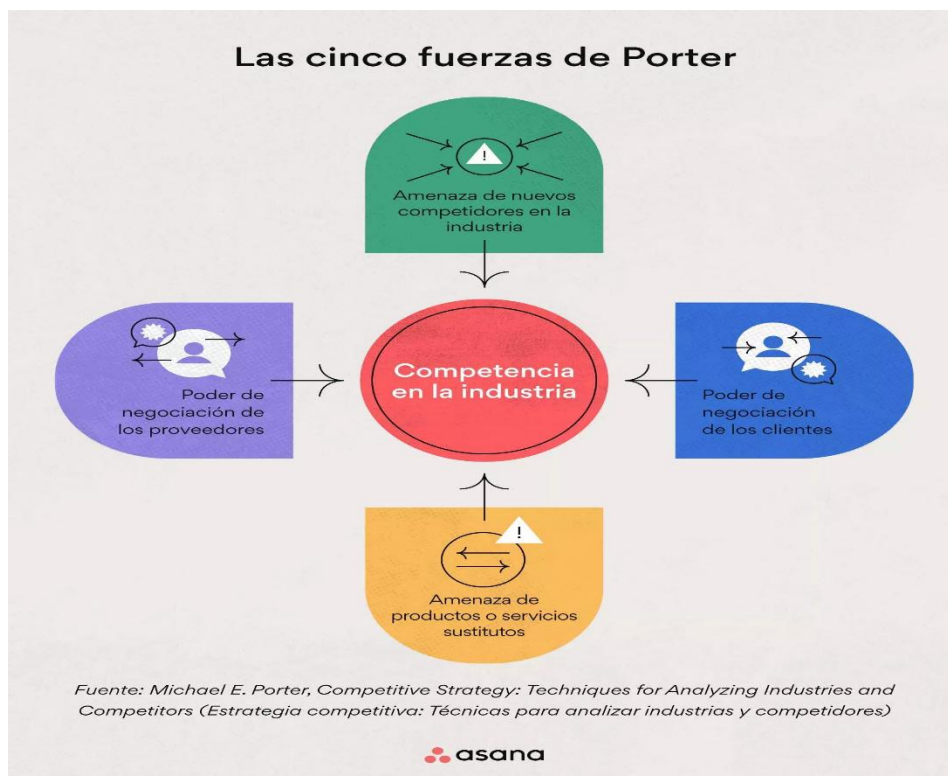 Las cinco fuerzas de Porter
!
Amenaza de nuevos
competidores en la
industria
Poder de
negociación de
los proveedores
Competencia
en la industria
Poder de
negociación
de los clientes
!
Amenaza de
productos o servicios
sustitutos
Fuente: Michael E. Porter, Competitive Strategy: Techniques for Analyzing Industries and
Competitors (Estrategia competitiva: Técnicas para analizar industrias y competidores)
asana